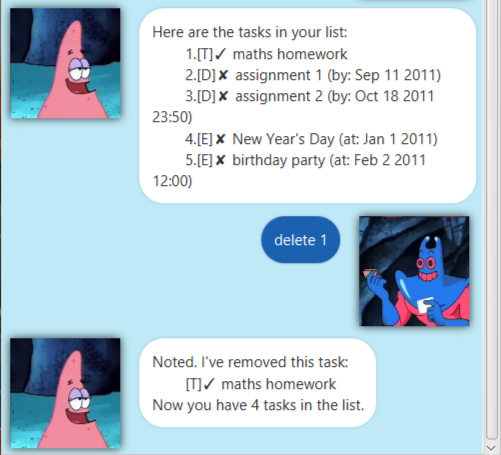 Here are the tasks in your list:
1.[T]✓ maths homework
2.[D]✘ assignment 1 (by: Sep 11 2011)
3.[D]✘ assignment 2 (by: Oct 18 2011
23:50)
4.[E]✘ New Year's Day (at: Jan 1 2011)
5.[E]✘ birthday party (at: Feb 2 2011
12:00)
delete 1
Noted. I've removed this task:
[T]✓ maths homework
Now you have 4 tasks in the list.